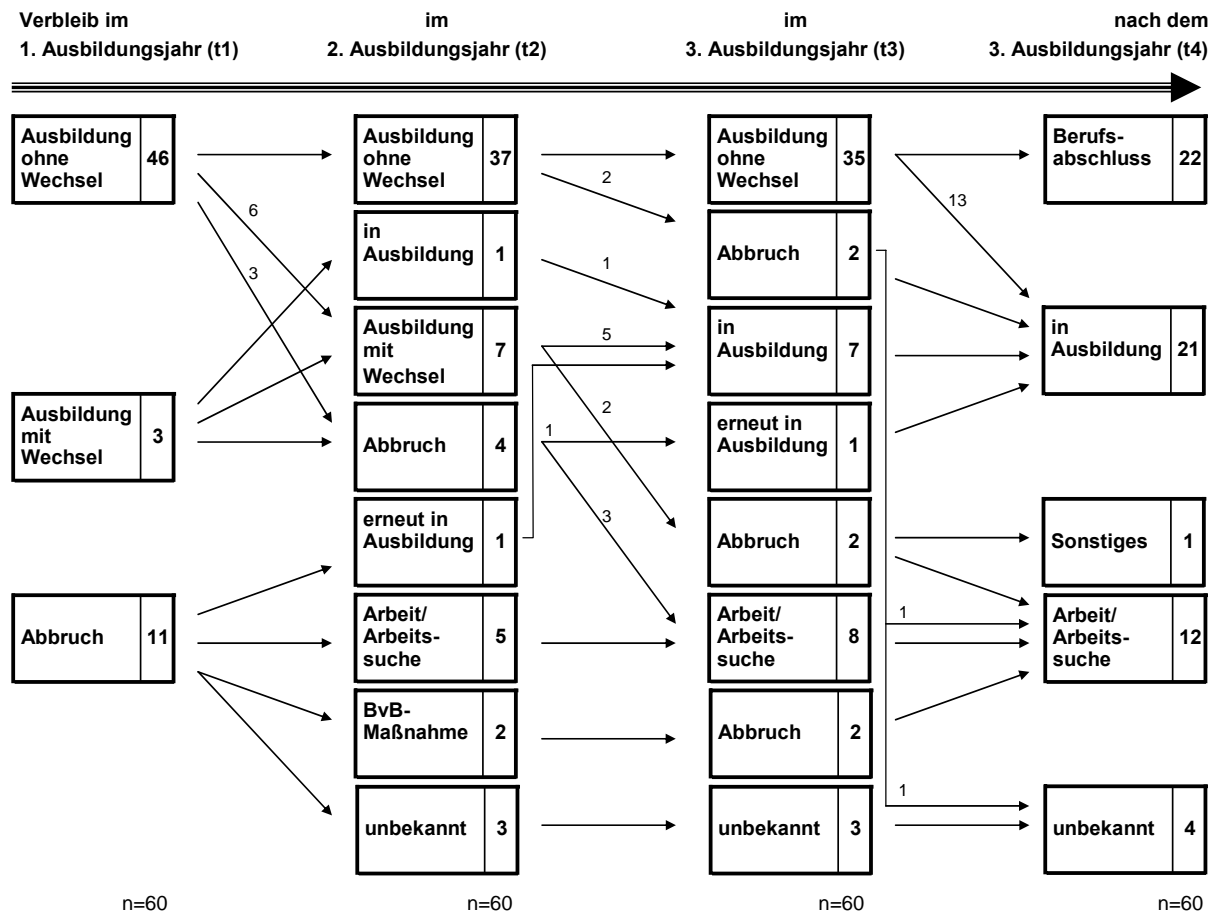 Verbleib im
1. Ausbildungsjahr (t1)
im
2. Ausbildungsjahr (t2)
im
3. Ausbildungsjahr (t3)
nach dem
3. Ausbildungsjahr (t4)
Ausbildung
ohne
Wechsel
46
Ausbildung
mit
Wechsel
3
Abbruch
11
n=60
6
3
Ausbildung
ohne
Wechsel
37
in
Ausbildung
1
Ausbildung
mit
Wechsel
7
Abbruch
4
erneut in
Ausbildung
1
Arbeit/
Arbeits-
suche
5
BvB-
Maßnahme
2
unbekannt
3
n=60
2
1
5
2
1
3
Ausbildung
ohne
Wechsel
35
Abbruch
2
in
Ausbildung
7
erneut in
Ausbildung
1
Abbruch
2
Arbeit/
Arbeits-
suche
8
Abbruch
2
unbekannt
3
n=60
13
1
1
Berufs-
abschluss
22
in
Ausbildung
21
Sonstiges
1
Arbeit/
Arbeits-
suche
12
unbekannt
4
n=60